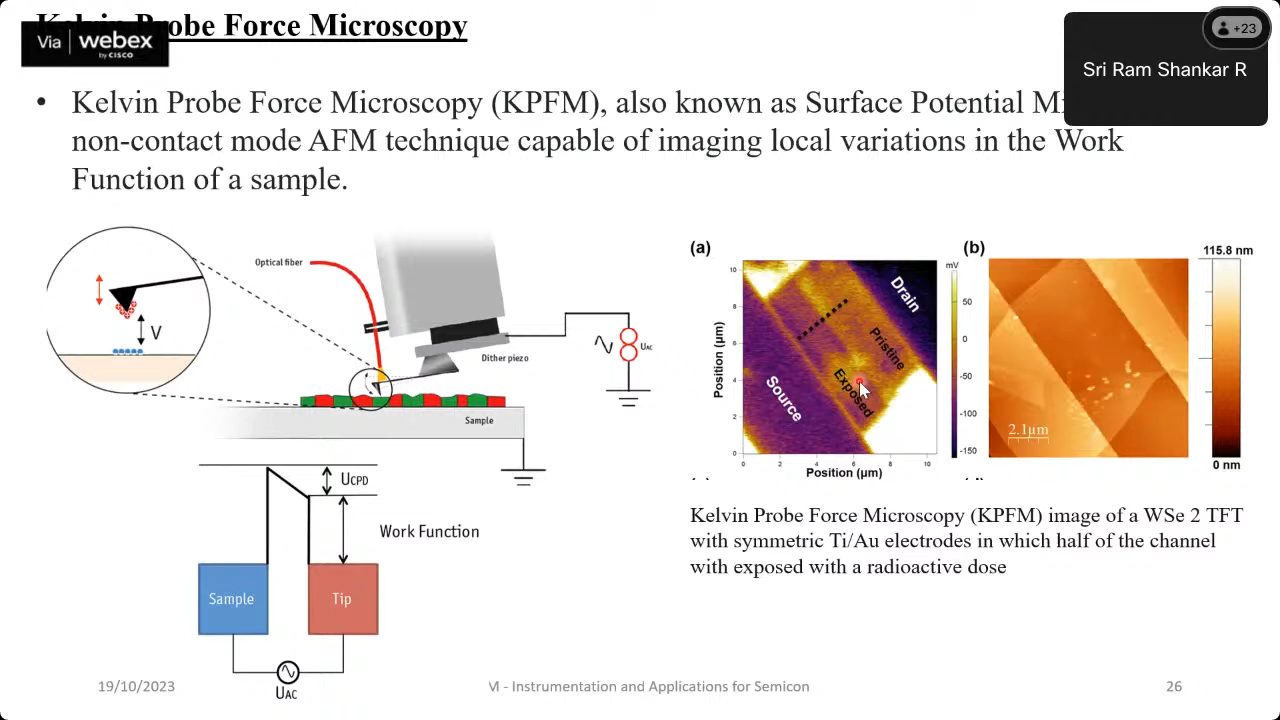 Kelvin Probe Force Microscopy
Via webex
by CISCO
+23
Sri Ram Shankar R
• Kelvin Probe Force Microscopy (KPFM), also known as Surface Potential
non-contact mode AFM technique capable of imaging local variations in the Work
Function of a sample.
Optical fiber
V
Dither piezo
UAC
Sample
UCPD
Work Function
Sample
Tip
UAC
(a)
mV
50
0
-50
-100
-150
Position (µm)
10
8
6
4
2
0
Drain
Pristine
Exposed
Source
0 2 4 6 8 10
Position (µm)
(b)
115.8 nm
2.1µm
0 nm
Kelvin Probe Force Microscopy (KPFM) image of a WSe 2 TFT
with symmetric Ti/Au electrodes in which half of the channel
with exposed with a radioactive dose
19/10/2023
- Instrumentation and Applications for Semicon
26